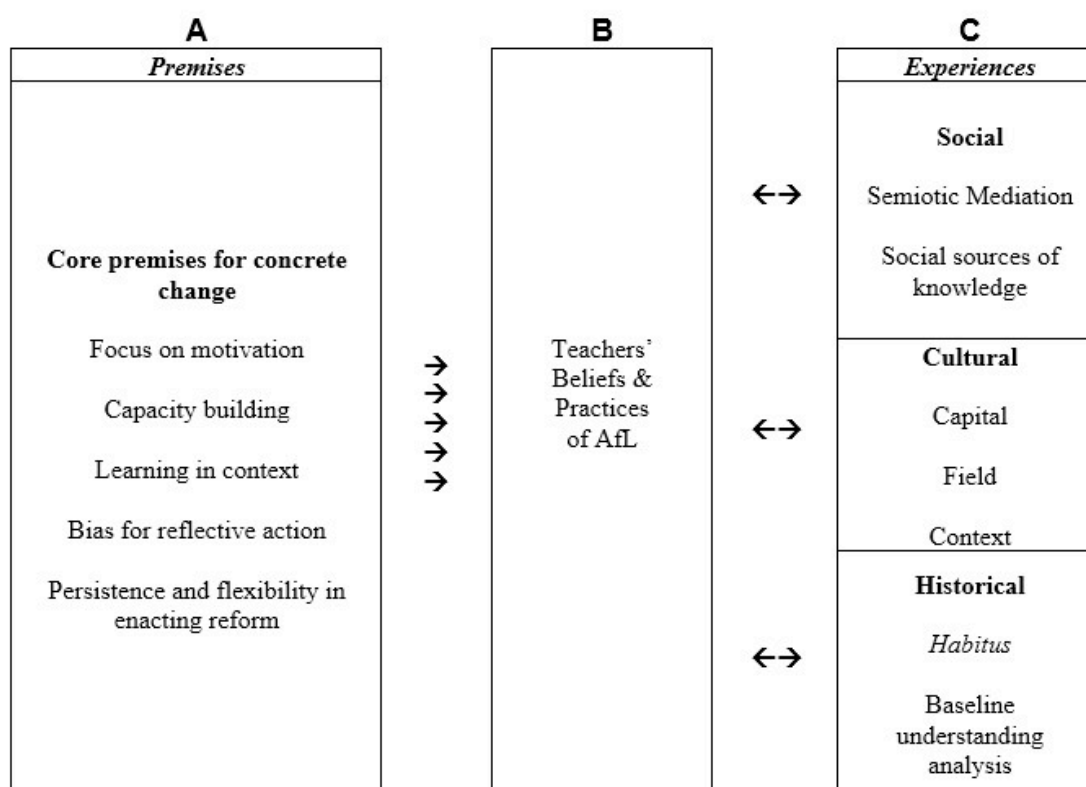 A
Premises
Core premises for concrete
change
Focus on motivation
Capacity building
Learning in context
Bias for reflective action
Persistence and flexibility in
enacting reform
→
→
→
→
→
B
Teachers’
Beliefs &
Practices
of AfL
←→
←→
←→
C
Experiences
Social
Semiotic Mediation
Social sources of
knowledge
Cultural
Capital
Field
Context
Historical
Habitus
Baseline
understanding
analysis